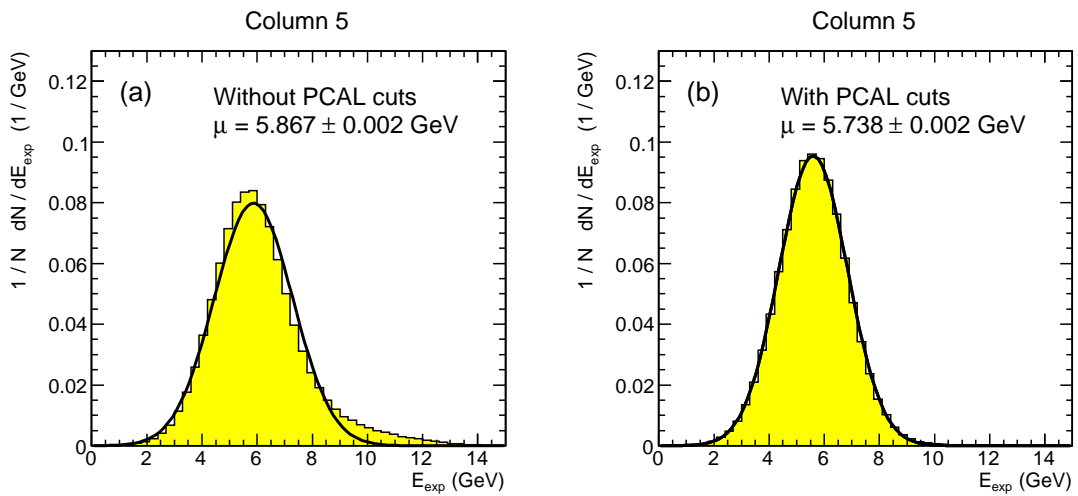 Column 5
(a)
Without PCAL cuts
μ = 5.867 ± 0.002 GeV
1 / N dN / dE_exp (1 / GeV)
0.12
0.1
0.08
0.06
0.04
0.02
0
0 2 4 6 8 10 12 14
E_exp (GeV)
Column 5
(b)
With PCAL cuts
μ = 5.738 ± 0.002 GeV
1 / N dN / dE_exp (1 / GeV)
0.12
0.1
0.08
0.06
0.04
0.02
0
0 2 4 6 8 10 12 14
E_exp (GeV)